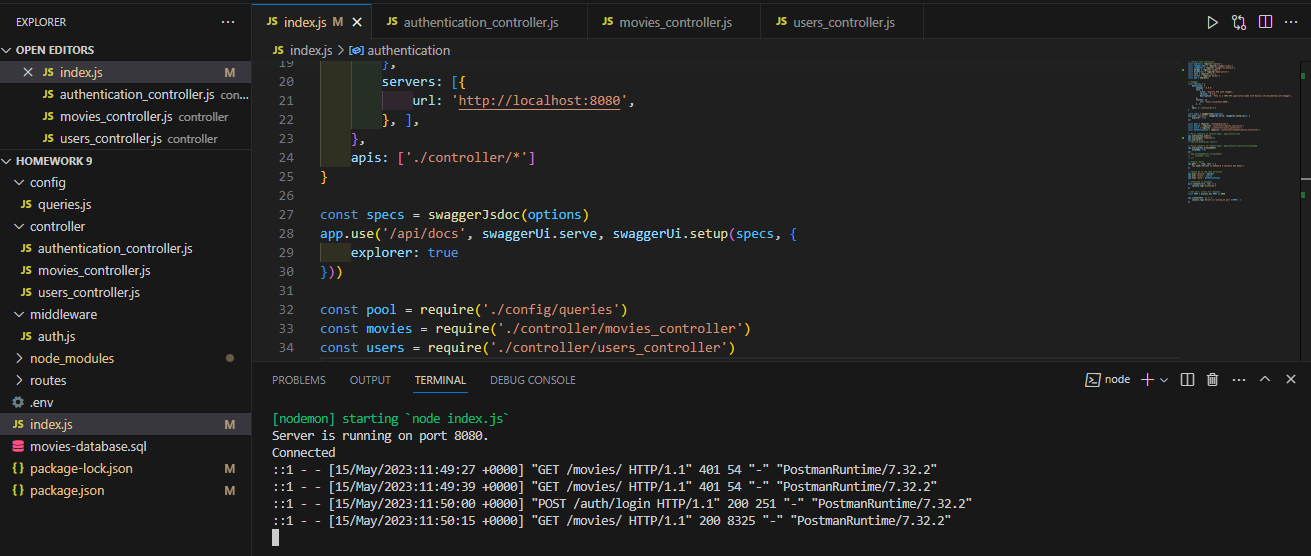 EXPLORER
OPEN EDITORS
JS index.js M
JS authentication_controller.js con...
JS movies_controller.js controller
JS users_controller.js controller
HOMEWORK 9
config
JS queries.js
controller
JS authentication_controller.js
JS movies_controller.js
JS users_controller.js
middleware
JS auth.js
node_modules
routes
.env
JS index.js M
movies-database.sql
{} package-lock.json M
{} package.json M
JS index.js M
JS authentication_controller.js
JS movies_controller.js
JS users_controller.js
JS index.js > authentication
19 },
20 servers: [{
21 url: 'http://localhost:8080',
22 }, ],
23 },
24 apis: ['./controller/*']
25 }
26
27 const specs = swaggerJsdoc(options)
28 app.use('/api/docs', swaggerUi.serve, swaggerUi.setup(specs, {
29 explorer: true
30 }))
31
32 const pool = require('./config/queries')
33 const movies = require('./controller/movies_controller')
34 const users = require('./controller/users_controller')
PROBLEMS OUTPUT TERMINAL DEBUG CONSOLE
node
[nodemon] starting `node index.js`
Server is running on port 8080.
Connected
::1 - - [15/May/2023:11:49:27 +0000] "GET /movies/ HTTP/1.1" 401 54 "-" "PostmanRuntime/7.32.2"
::1 - - [15/May/2023:11:49:39 +0000] "GET /movies/ HTTP/1.1" 401 54 "-" "PostmanRuntime/7.32.2"
::1 - - [15/May/2023:11:50:00 +0000] "POST /auth/login HTTP/1.1" 200 251 "-" "PostmanRuntime/7.32.2"
::1 - - [15/May/2023:11:50:15 +0000] "GET /movies/ HTTP/1.1" 200 8325 "-" "PostmanRuntime/7.32.2"